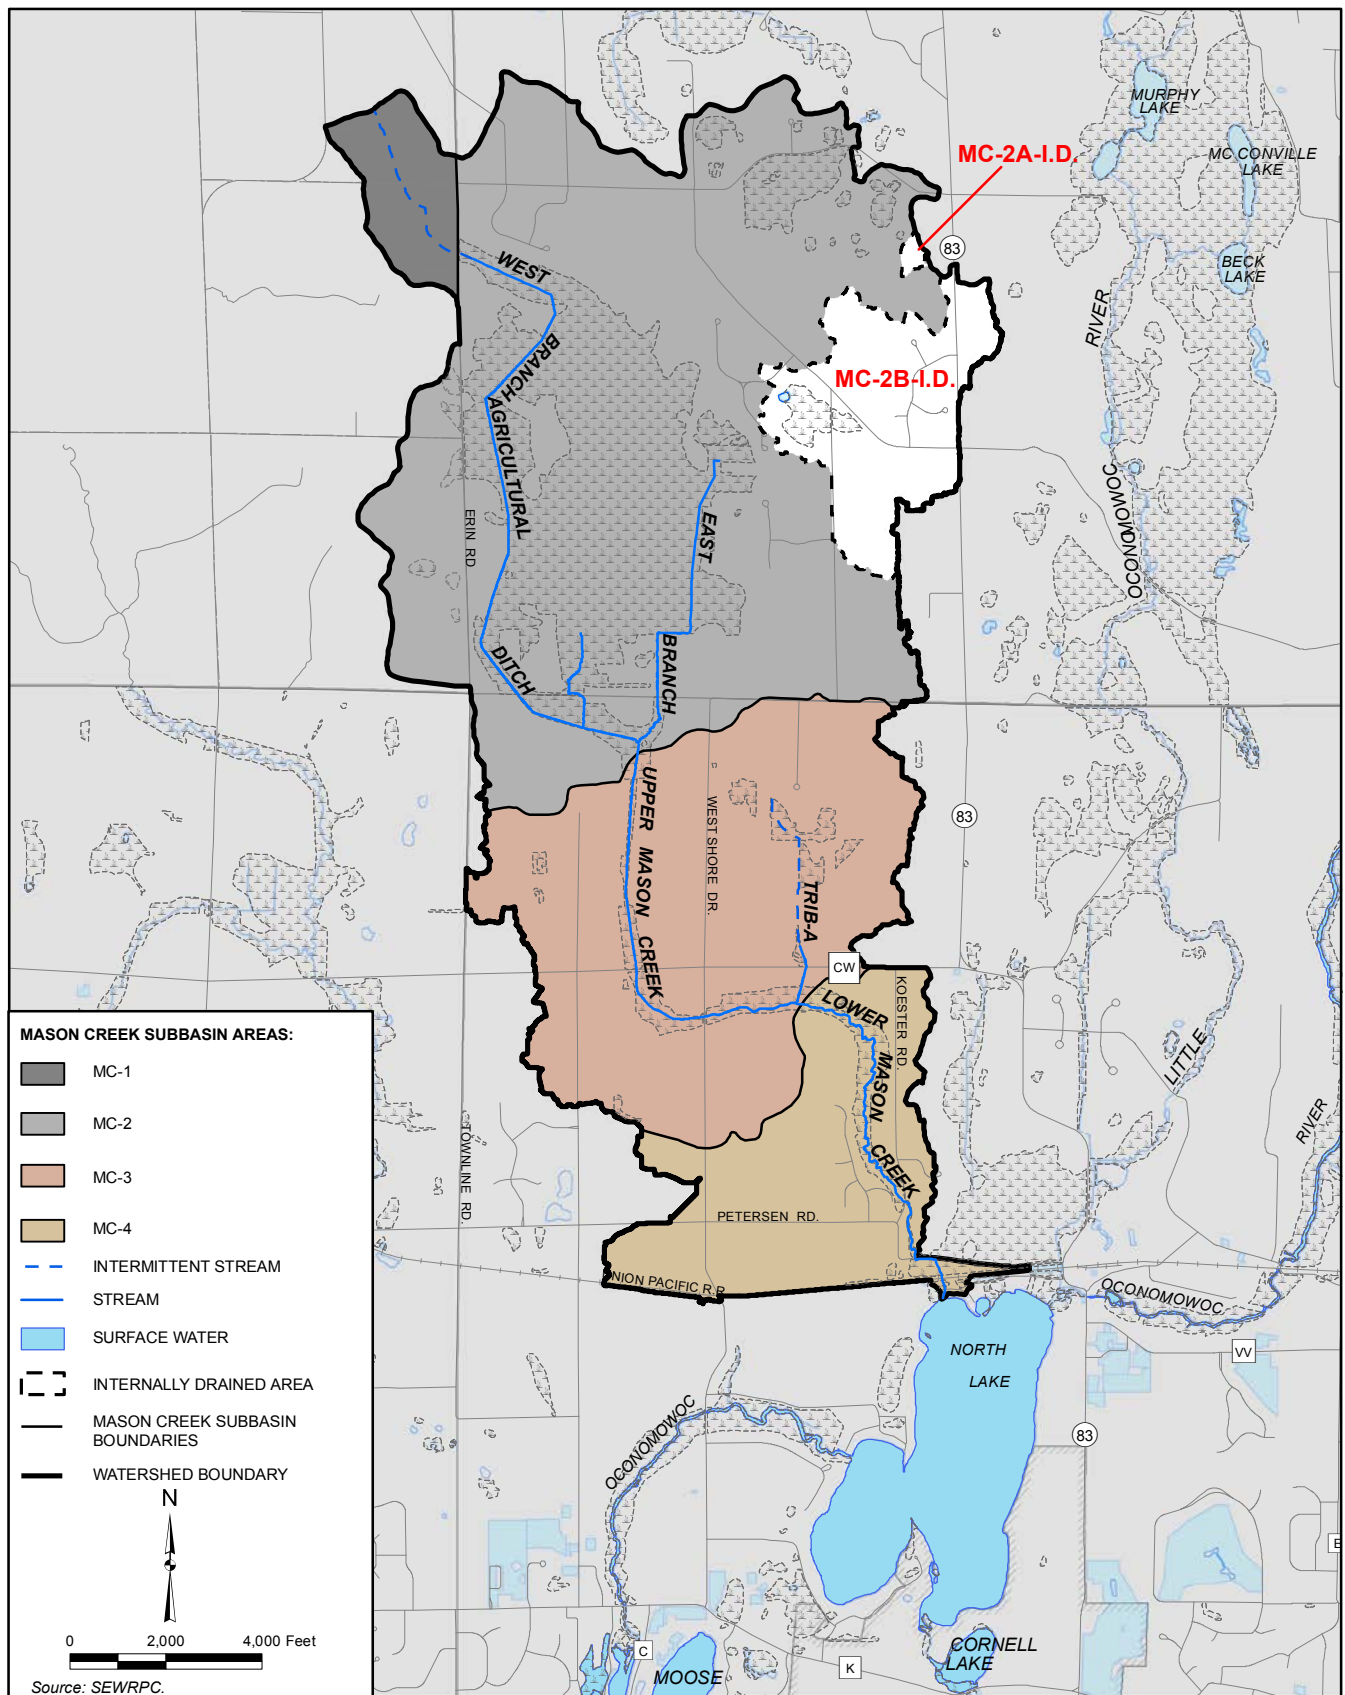 MURPHY
LAKE
MC CONVILLE
LAKE
MC-2A-I.D.
83
BECK
LAKE
WEST
BRANCH
AGRICULTURAL
DITCH
RIVER
MC-2B-I.D.
OCONOMOWOC
ERIN RD
EAST
BRANCH
UPPER MASON CREEK
WEST SHORE DR.
83
TRIB-A
CW
KOESTER RD.
LOWER
MASON
CREEK
LITTLE
RIVER
TOWNLINE RD.
PETERSEN RD.
NION PACIFIC R.R.
OCONOMOWOC
VV
NORTH
LAKE
83
OCONOMOWOC
E
C
K
MOOSE
CORNELL
LAKE
MASON CREEK SUBBASIN AREAS:
MC-1
MC-2
MC-3
MC-4
INTERMITTENT STREAM
STREAM
SURFACE WATER
INTERNALLY DRAINED AREA
MASON CREEK SUBBASIN
BOUNDARIES
WATERSHED BOUNDARY
N
0 2,000 4,000 Feet
Source: SEWRPC.